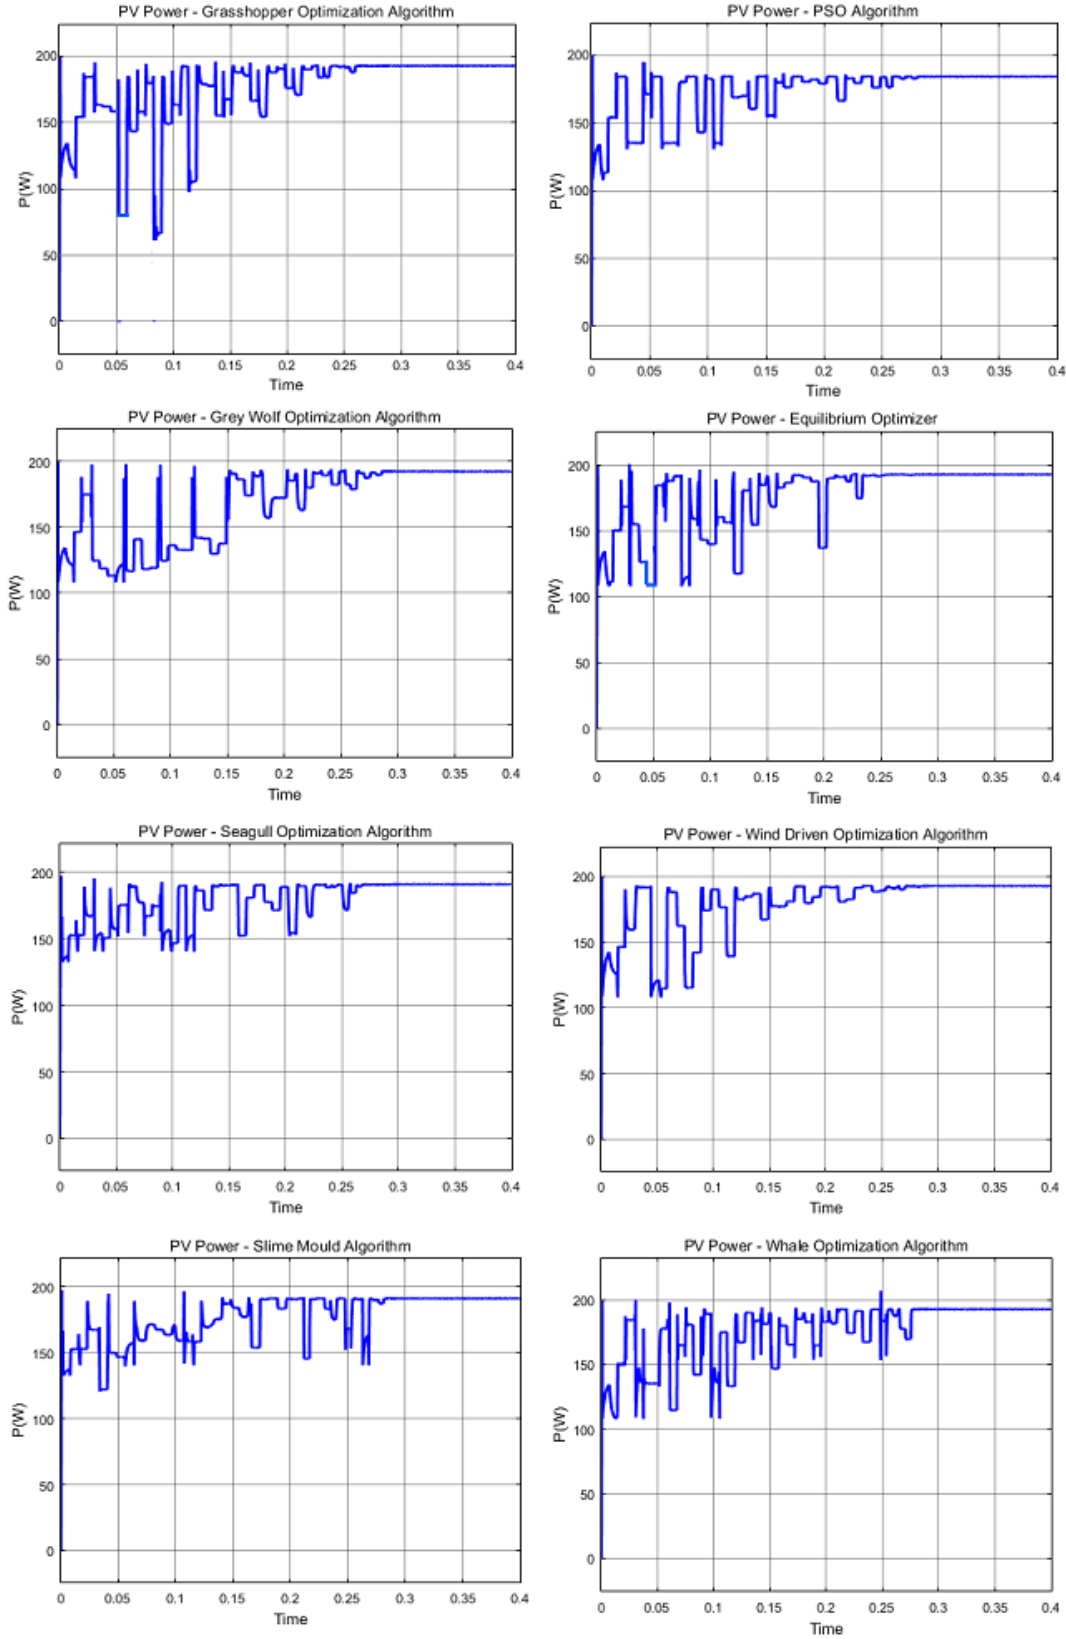 PV Power - Grasshopper Optimization Algorithm
200
150
100
50
0
P(W)
0 0.05 0.1 0.15 0.2 0.25 0.3 0.35 0.4
Time
PV Power - PSO Algorithm
200
150
100
50
0
P(W)
0 0.05 0.1 0.15 0.2 0.25 0.3 0.35 0.4
Time
PV Power - Grey Wolf Optimization Algorithm
200
150
100
50
0
P(W)
0 0.05 0.1 0.15 0.2 0.25 0.3 0.35 0.4
Time
PV Power - Equilibrium Optimizer
200
150
100
50
0
P(W)
0 0.05 0.1 0.15 0.2 0.25 0.3 0.35 0.4
Time
PV Power - Seagull Optimization Algorithm
200
150
100
50
0
P(W)
0 0.05 0.1 0.15 0.2 0.25 0.3 0.35 0.4
Time
PV Power - Wind Driven Optimization Algorithm
200
150
100
50
0
P(W)
0 0.05 0.1 0.15 0.2 0.25 0.3 0.35 0.4
Time
PV Power - Slime Mould Algorithm
200
150
100
50
0
P(W)
0 0.05 0.1 0.15 0.2 0.25 0.3 0.35 0.4
Time
PV Power - Whale Optimization Algorithm
200
150
100
50
0
P(W)
0 0.05 0.1 0.15 0.2 0.25 0.3 0.35 0.4
Time